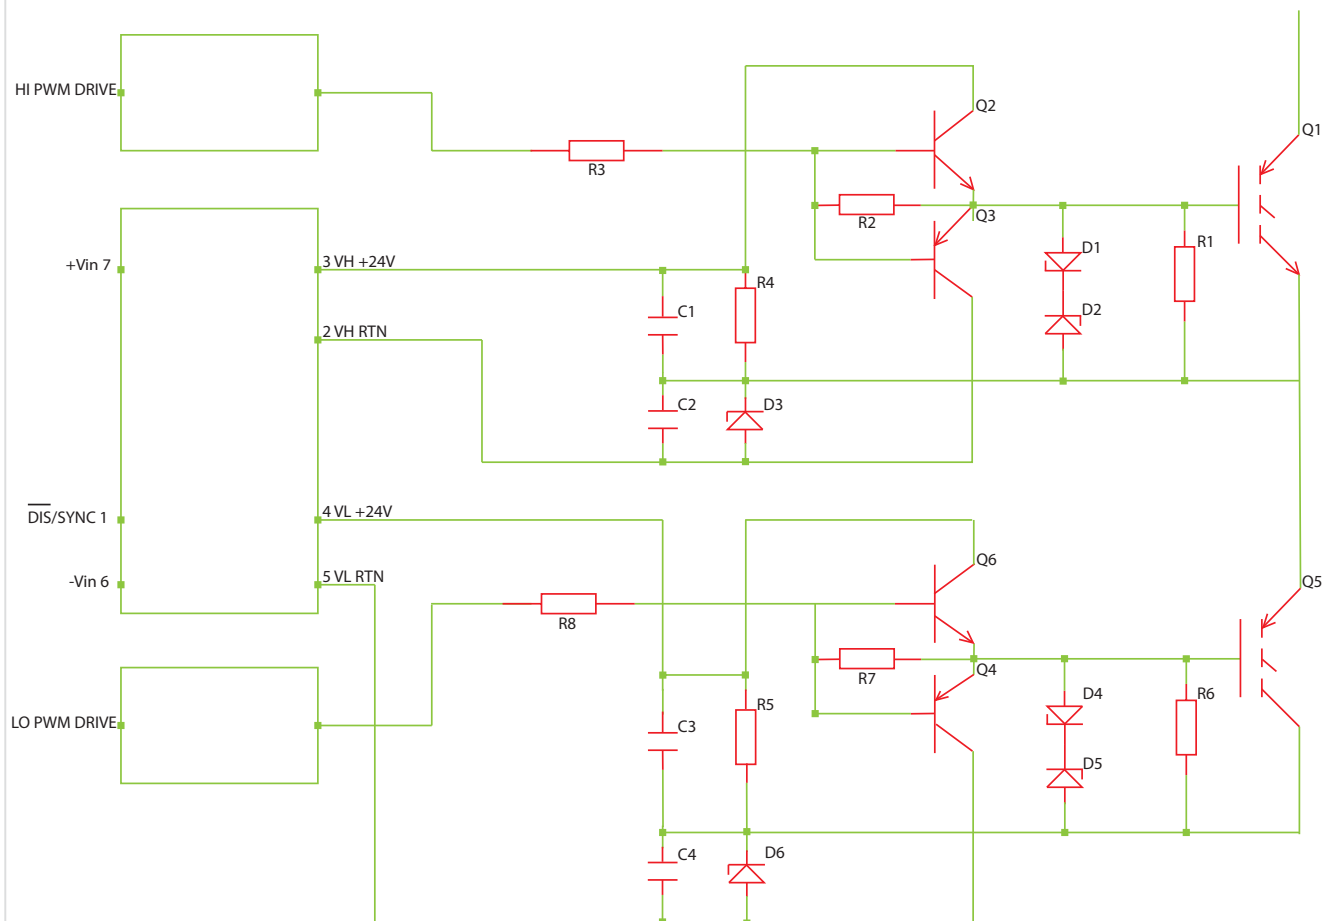 HI PWM DRIVE
R3
Q2
Q1
R2
Q3
+Vin 7
3 VH +24V
2 VH RTN
C1
R4
D1
D2
R1
C2
D3
DIS/SYNC 1
4 VL +24V
-Vin 6
5 VL RTN
Q6
Q5
R8
R7
Q4
LO PWM DRIVE
C3
R5
D4
D5
R6
C4
D6